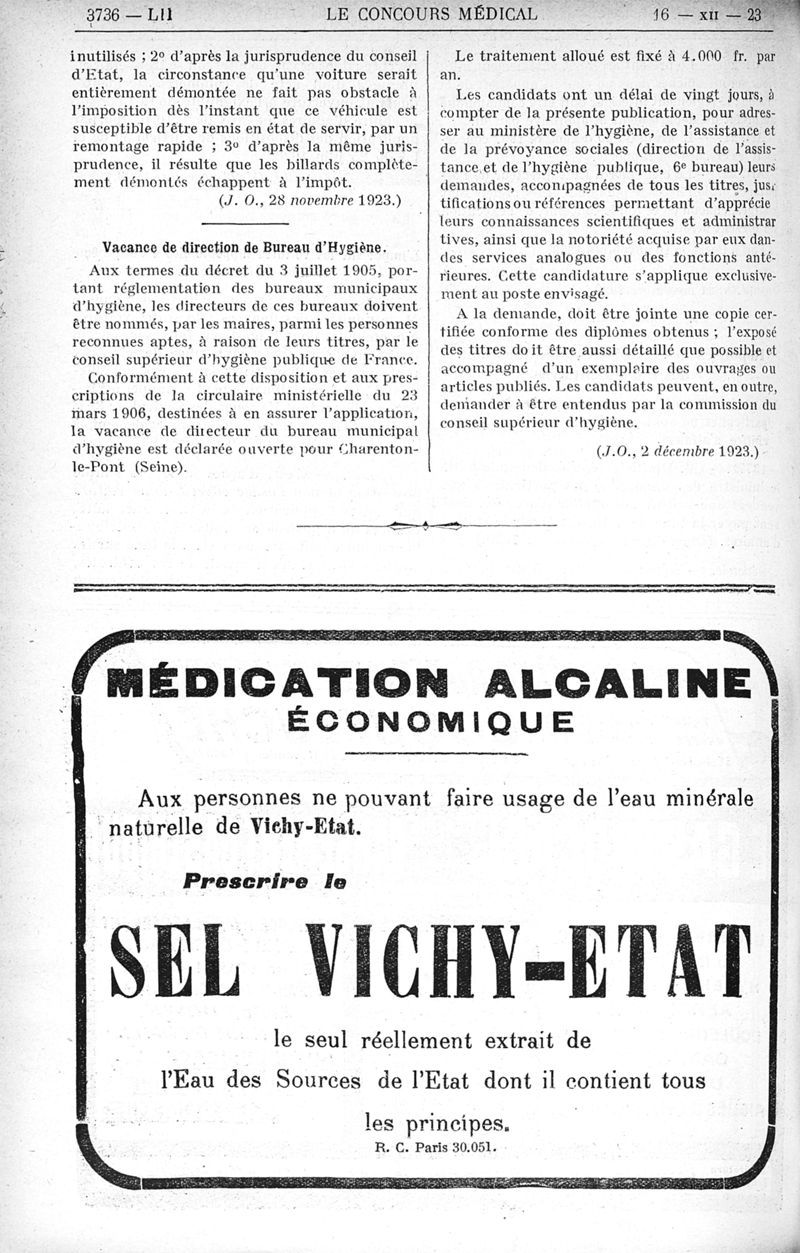 3736 — LII LE CONCOURS MÉDICAL 16 — XII — 23
inutilisés ; 2º d'après la jurisprudence du conseil
d'Etat, la circonstance qu'une voiture serait
entièrement démontée ne fait pas obstacle à
l'imposition dès l'instant que ce véhicule est
susceptible d'être remis en état de servir, par un
remontage rapide ; 3º d'après la même juris-
prudence, il résulte que les billards complète-
ment démontés échappent à l'impôt.
(J. O., 28 novembre 1923.)
Vacance de direction de Bureau d'Hygiène.
Aux termes du décret du 3 juillet 1905, por-
tant réglementation des bureaux municipaux
d'hygiène, les directeurs de ces bureaux doivent
être nommés, par les maires, parmi les personnes
reconnues aptes, à raison de leurs titres, par le
conseil supérieur d'hygiène publique de France.
Conformément à cette disposition et aux pres-
criptions de la circulaire ministérielle du 23
mars 1906, destinées à en assurer l'application,
la vacance de directeur du bureau municipal
d'hygiène est déclarée ouverte pour Charenton-
le-Pont (Seine).
Le traitement alloué est fixé à 4.000 fr. par
an.
Les candidats ont un délai de vingt jours, à
compter de la présente publication, pour adres-
ser au ministère de l'hygiène, de l'assistance et
de la prévoyance sociales (direction de l'assis-
tance et de l'hygiène publique, 6e bureau) leurs
demandes, accompagnées de tous les titres, jus-
tifications ou références permettant d'apprécie
leurs connaissances scientifiques et administrar
tives, ainsi que la notoriété acquise par eux dan-
des services analogues ou des fonctions anté-
rieures. Cette candidature s'applique exclusive-
ment au poste envisagé.
A la demande, doit être jointe une copie cer-
tifiée conforme des diplômes obtenus ; l'exposé
des titres doit être aussi détaillé que possible et
accompagné d'un exemplaire des ouvrages ou
articles publiés. Les candidats peuvent, en outre,
demander à être entendus par la commission du
conseil supérieur d'hygiène.
(J.O., 2 décembre 1923.)
MÉDICATION ALCALINE
ÉCONOMIQUE
Aux personnes ne pouvant faire usage de l'eau minérale
naturelle de Vichy-Etat.
Prescrire le
SEL VICHY-ETAT
le seul réellement extrait de
l'Eau des Sources de l'Etat dont il contient tous
les principes.
R. C. Paris 30.051.